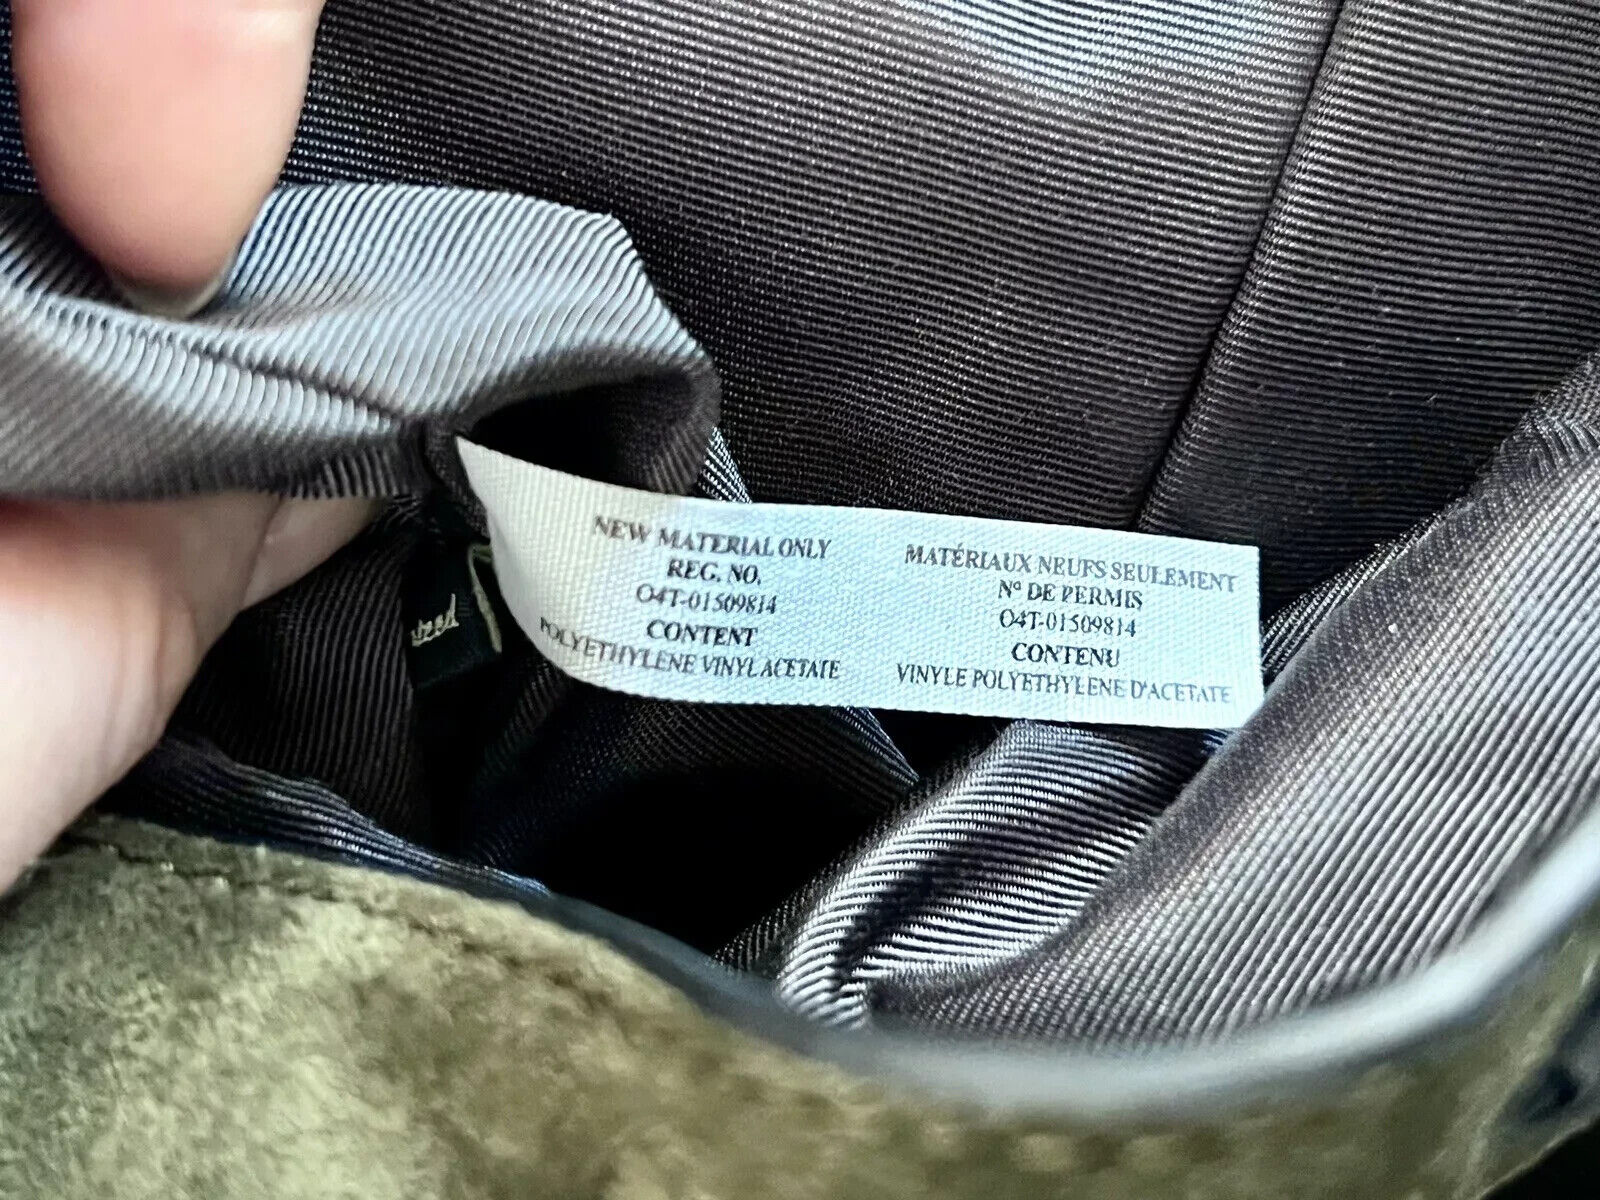 NEW MATERIAL ONLY
REG. NO.
O4T-01509814
CONTENT
POLYETHYLENE VINYL ACETATE
MATÉRIAUX NEUFS SEULEMENT
Nº DE PERMIS
O4T-01509814
CONTENU
VINYLE POLYETHYLENE D'ACETATE